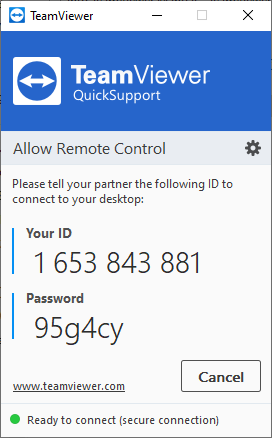 TeamViewer
TeamViewer
QuickSupport
Allow Remote Control
Please tell your partner the following ID to
connect to your desktop:
Your ID
1 653 843 881
Password
95g4cy
www.teamviewer.com
Cancel
Ready to connect (secure connection)